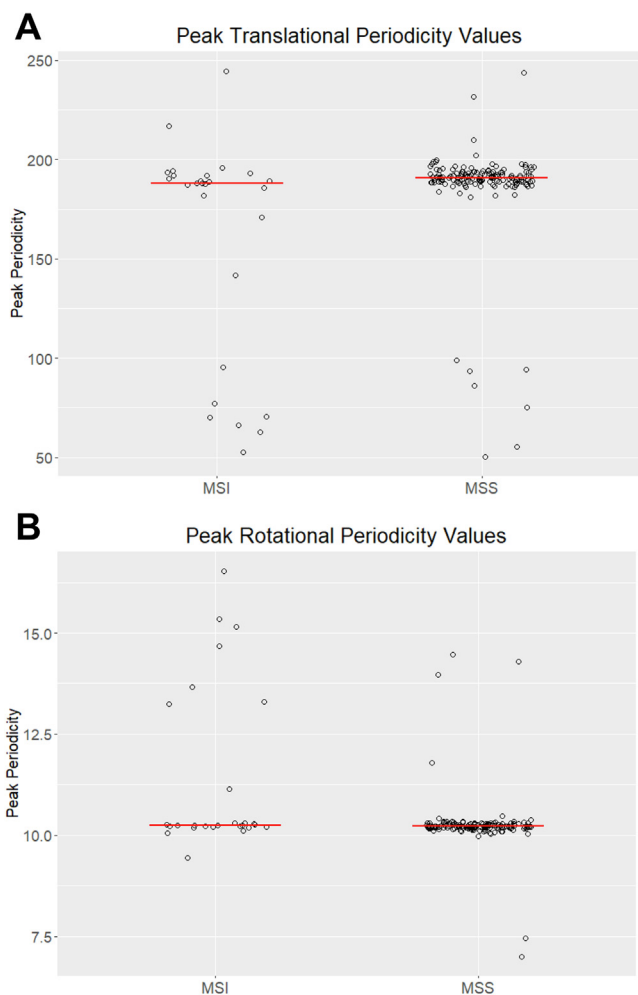 A
Peak Translational Periodicity Values
250
200
150
100
50
Peak Periodicity
MSI MSS
B
Peak Rotational Periodicity Values
15.0
12.5
10.0
7.5
Peak Periodicity
MSI MSS